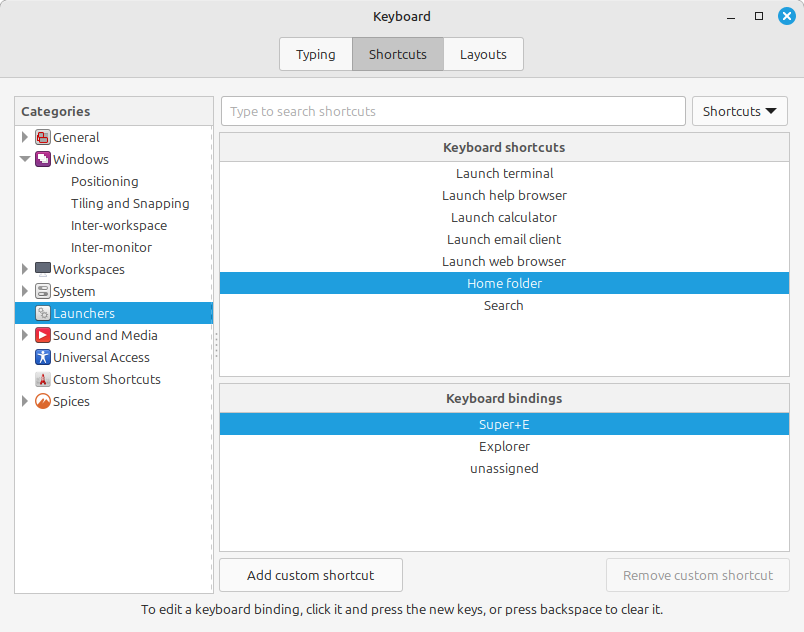 Keyboard
Typing
Shortcuts
Layouts
Categories
General
Windows
Positioning
Tiling and Snapping
Inter-workspace
Inter-monitor
Workspaces
System
Launchers
Sound and Media
Universal Access
Custom Shortcuts
Spices
Type to search shortcuts
Shortcuts
Keyboard shortcuts
Launch terminal
Launch help browser
Launch calculator
Launch email client
Launch web browser
Home folder
Search
Keyboard bindings
Super+E
Explorer
unassigned
Add custom shortcut
Remove custom shortcut
To edit a keyboard binding, click it and press the new keys, or press backspace to clear it.